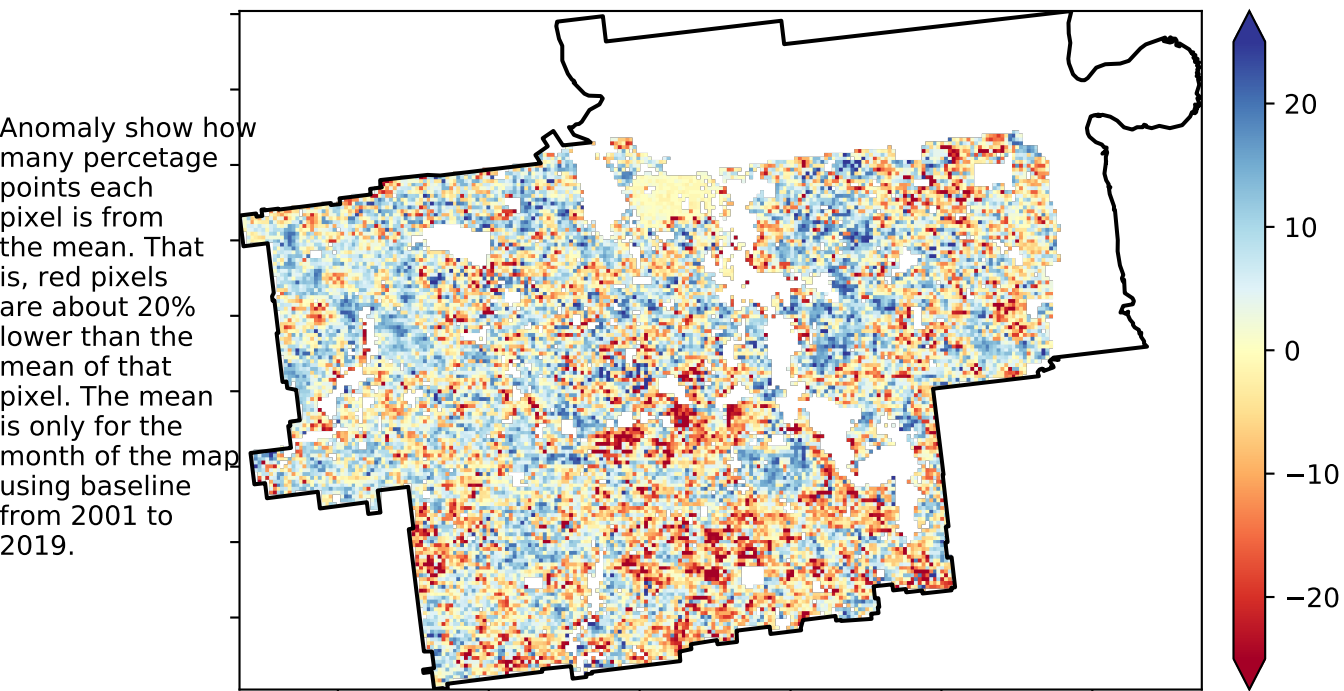 Anomaly show how
many percetage
points each
pixel is from
the mean. That
is, red pixels
are about 20%
lower than the
mean of that
pixel. The mean
is only for the
month of the map
using baseline
from 2001 to
2019.
20
10
0
−10
−20